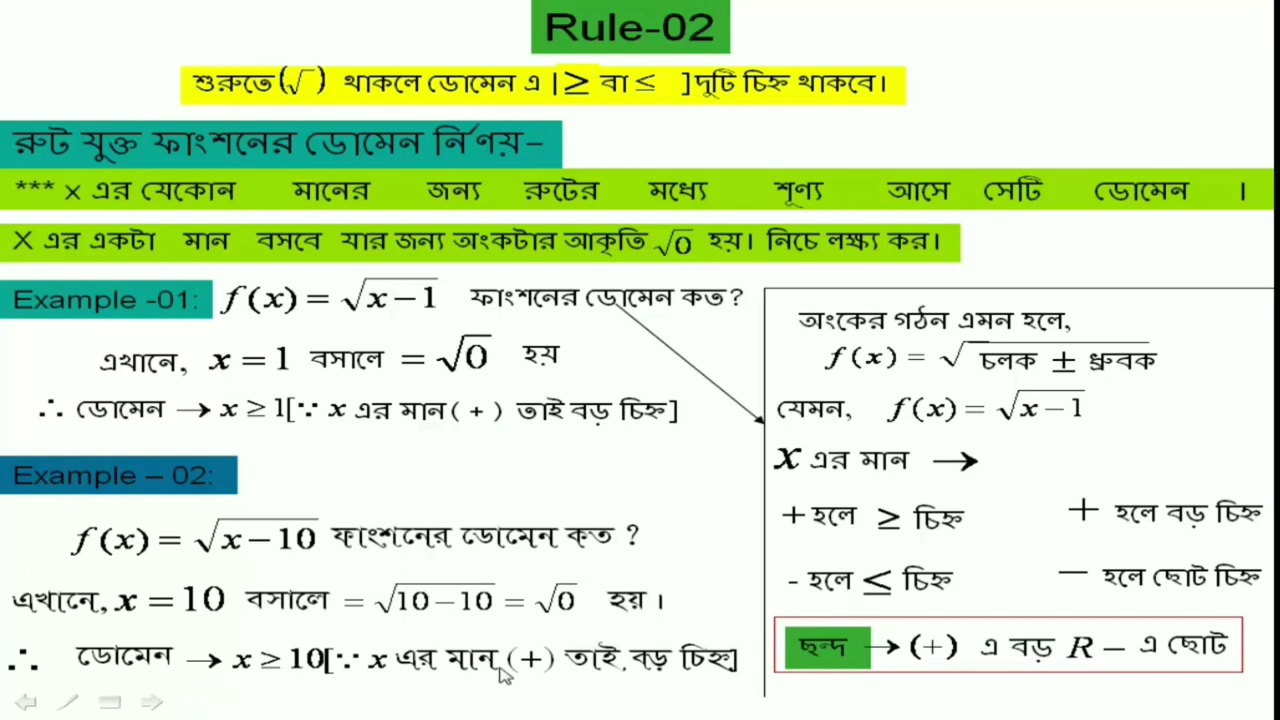 Rule-02
শুরুতে (√ ) থাকলে ডোমেন এ |≥ বা ≤ ] দুটি চিহ্ন থাকবে।
রুট যুক্ত ফাংশনের ডোমেন নির্ণয়-
*** x এর যেকোন মানের জন্য রুটের মধ্যে শূণ্য আসে সেটি ডোমেন ।
X এর একটা মান বসবে যার জন্য অংকটার আকৃতি √0 হয়। নিচে লক্ষ্য কর।
Example -01: f(x) = √x−1 ফাংশনের ডোমেন কত?
এখানে, x = 1 বসালে = √0 হয়
∴ ডোমেন → x ≥ 1[∵ x এর মান ( + ) তাই বড় চিহ্ন]
Example – 02:
f(x) = √x−10 ফাংশনের ডোমেন কত ?
এখানে, x = 10 বসালে = √10−10 = √0 হয় ।
∴ ডোমেন → x ≥ 10[∵ x এর মান (+) তাই বড় চিহ্ন]
অংকের গঠন এমন হলে,
f(x) = √চলক ± ধ্রুবক
যেমন, f(x) = √x−1
x এর মান →
+ হলে ≥ চিহ্ন + হলে বড় চিহ্ন
- হলে ≤ চিহ্ন − হলে ছোট চিহ্ন
ছন্দ → (+) এ বড় R − এ ছোট